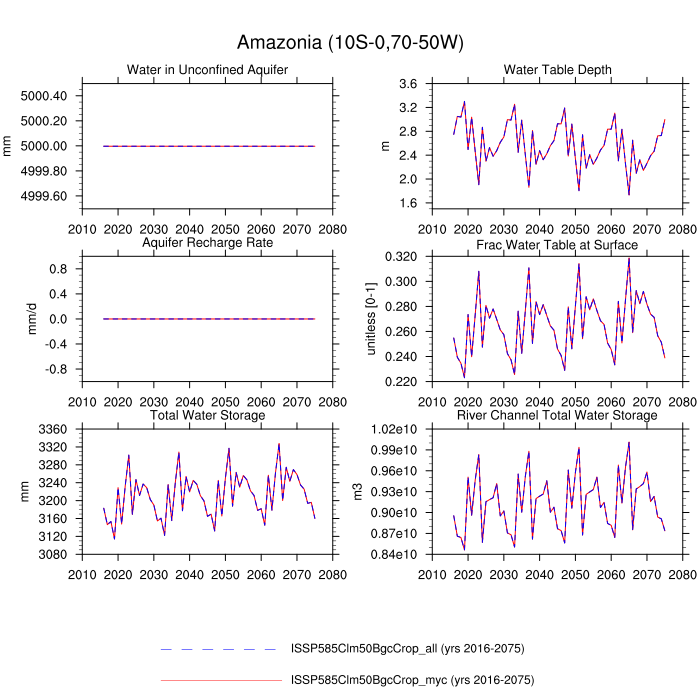 Amazonia (10S-0,70-50W)
Water in Unconfined Aquifer
Water Table Depth
5000.40
5000.20
5000.00
4999.80
4999.60
mm
2010 2020 2030 2040 2050 2060 2070 2080
3.6
3.2
2.8
2.4
2.0
1.6
m
2010 2020 2030 2040 2050 2060 2070 2080
Aquifer Recharge Rate
Frac Water Table at Surface
0.8
0.4
0.0
-0.4
-0.8
mm/d
2010 2020 2030 2040 2050 2060 2070 2080
0.320
0.300
0.280
0.260
0.240
0.220
unitless [0-1]
2010 2020 2030 2040 2050 2060 2070 2080
Total Water Storage
River Channel Total Water Storage
3360
3320
3280
3240
3200
3160
3120
3080
mm
2010 2020 2030 2040 2050 2060 2070 2080
1.02e10
0.99e10
0.96e10
0.93e10
0.90e10
0.87e10
0.84e10
m3
2010 2020 2030 2040 2050 2060 2070 2080
ISSP585Clm50BgcCrop_all (yrs 2016-2075)
ISSP585Clm50BgcCrop_myc (yrs 2016-2075)